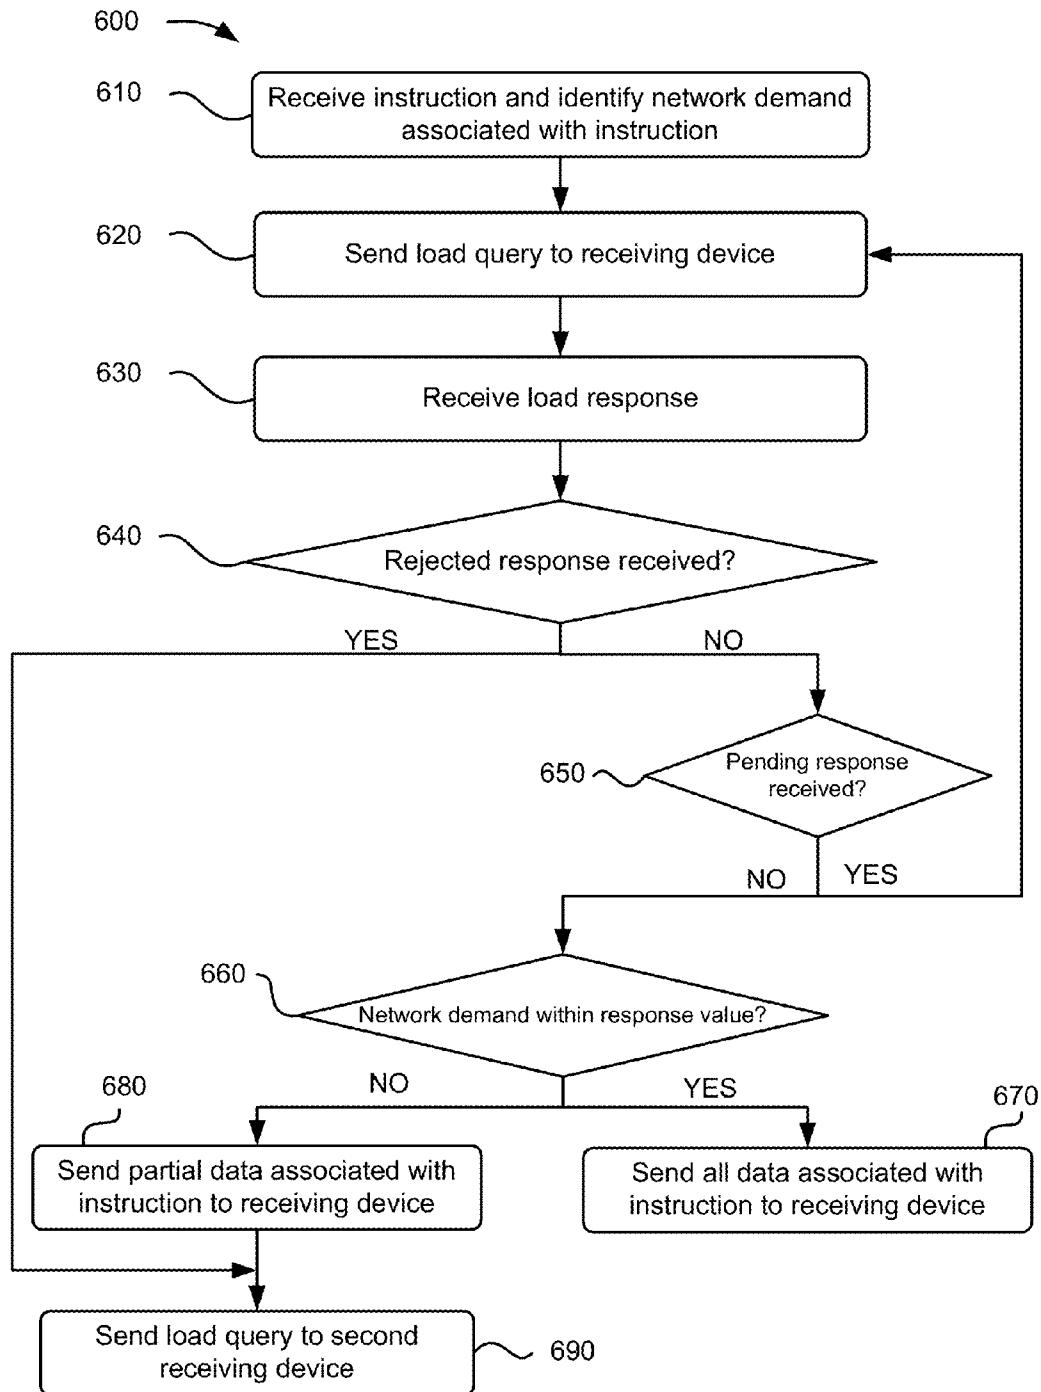 600
610
Receive instruction and identify network demand
associated with instruction
620
Send load query to receiving device
630
Receive load response
640
Rejected response received?
YES
NO
650
Pending response
received?
NO
YES
660
Network demand within response value?
NO
YES
680
670
Send partial data associated with
instruction to receiving device
Send all data associated with
instruction to receiving device
Send load query to second
receiving device
690